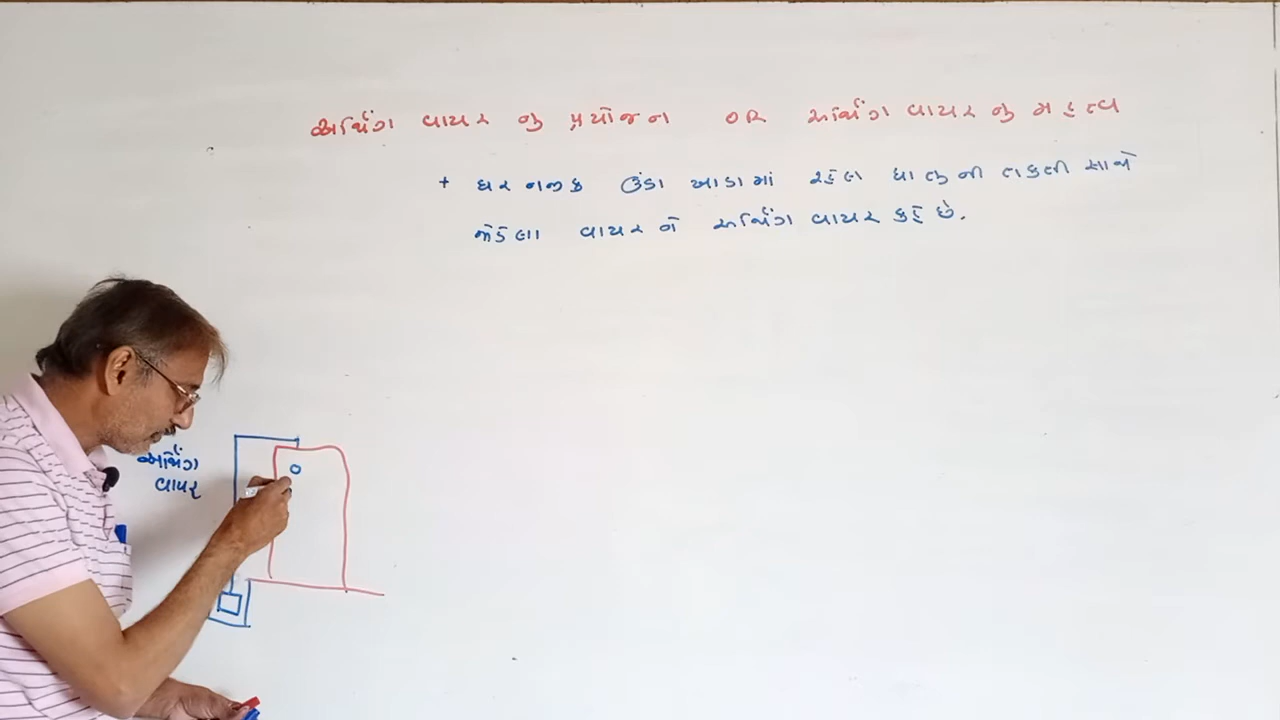 અર્થિંગ વાયર નુ પ્રયોજન OR અર્થિંગ વાયર નુ મહત્વ
+ ઘર નજીક ઉંડા ખાડામાં રહેલ ધાતુ ની તકતી સાથે
જોડેલા વાયર ને અર્થિંગ વાયર કહે છે.
અર્થિંગ
વાયર